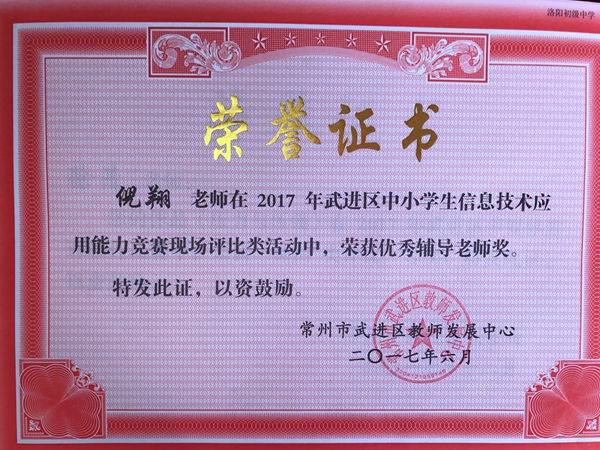 洛阳初级中学
荣誉证书
倪翔 老师在 2017 年武进区中小学生信息技术应
用能力竞赛现场评比类活动中，荣获优秀辅导老师奖。
特发此证，以资鼓励。
常州市武进区教师发展中心
二〇一七年六月